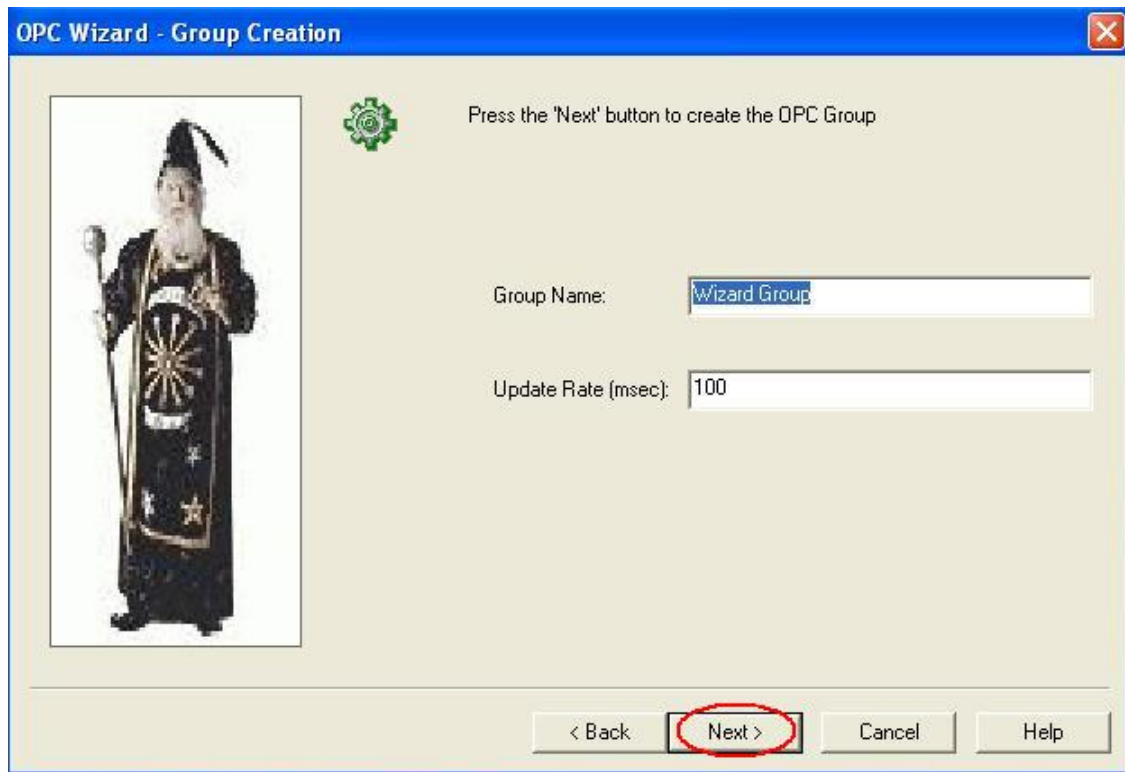 OPC Wizard - Group Creation
Press the 'Next' button to create the OPC Group
Group Name: Wizard Group
Update Rate (msec): 100
< Back Next > Cancel Help